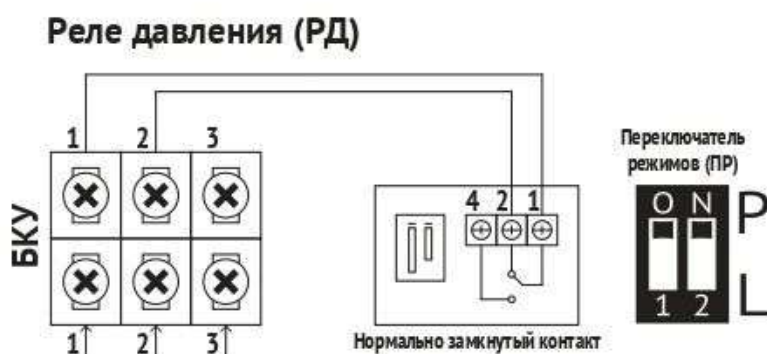 Реле давления (РД)
1 2 3
БКУ
4 2 1
Переключатель
режимов (ПР)
O N
P
1 2
L
1 2 3
Нормально замкнутый контакт